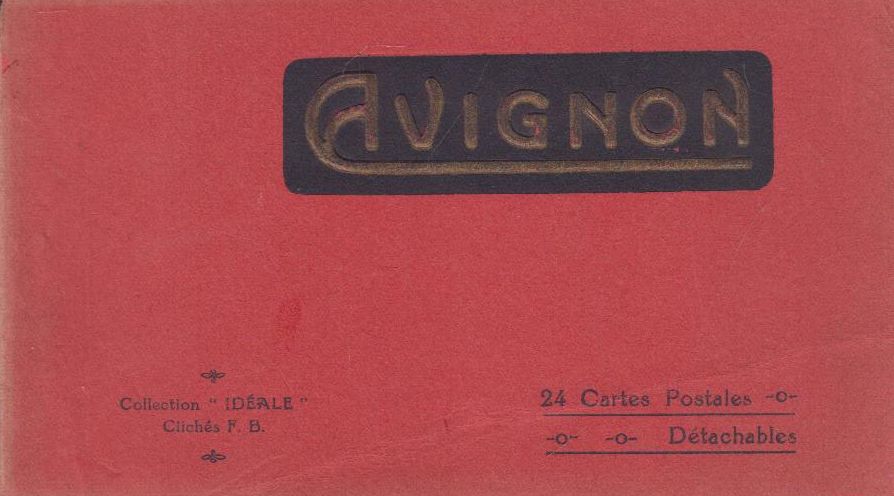 AVIGNON
Collection "IDÉALE"
Clichés F. B.
24 Cartes Postales -o-
-o- -o- Détachables